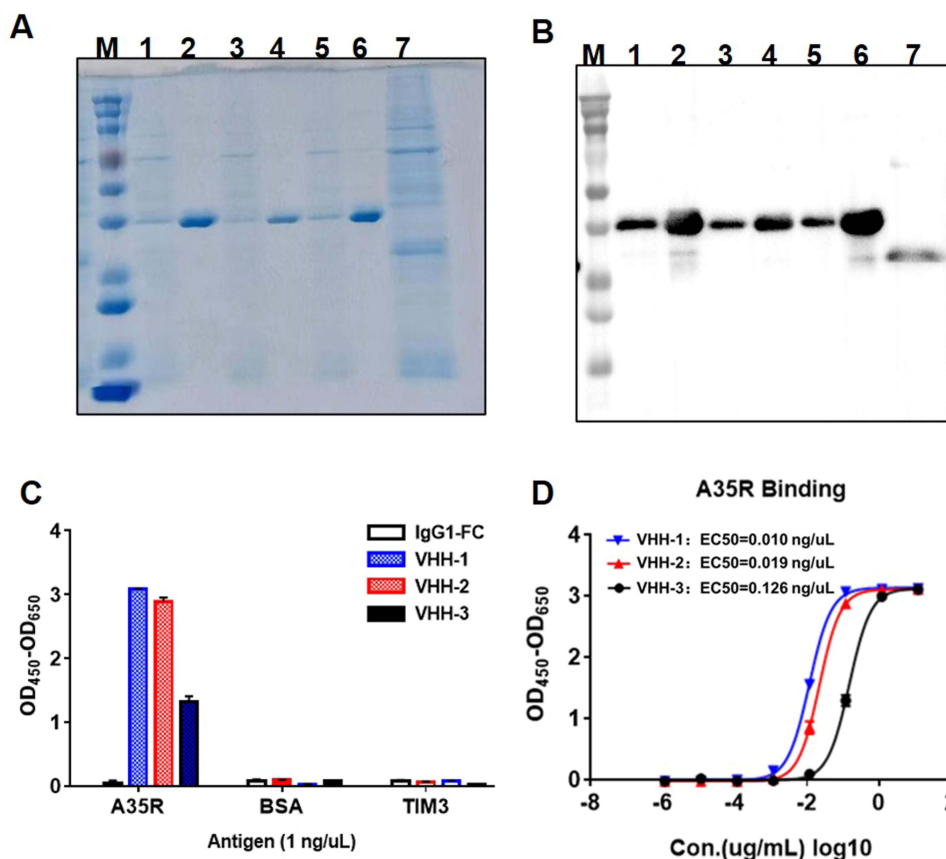 A
M 1 2 3 4 5 6 7
B
M 1 2 3 4 5 6 7
C
4
3
2
1
0
OD450-OD650
IgG1-FC
VHH-1
VHH-2
VHH-3
A35R BSA TIM3
Antigen (1 ng/uL)
D
A35R Binding
4
3
2
1
0
OD450-OD650
VHH-1: EC50=0.010 ng/uL
VHH-2: EC50=0.019 ng/uL
VHH-3: EC50=0.126 ng/uL
-8 -6 -4 -2 0 2
Con.(ug/mL) log10